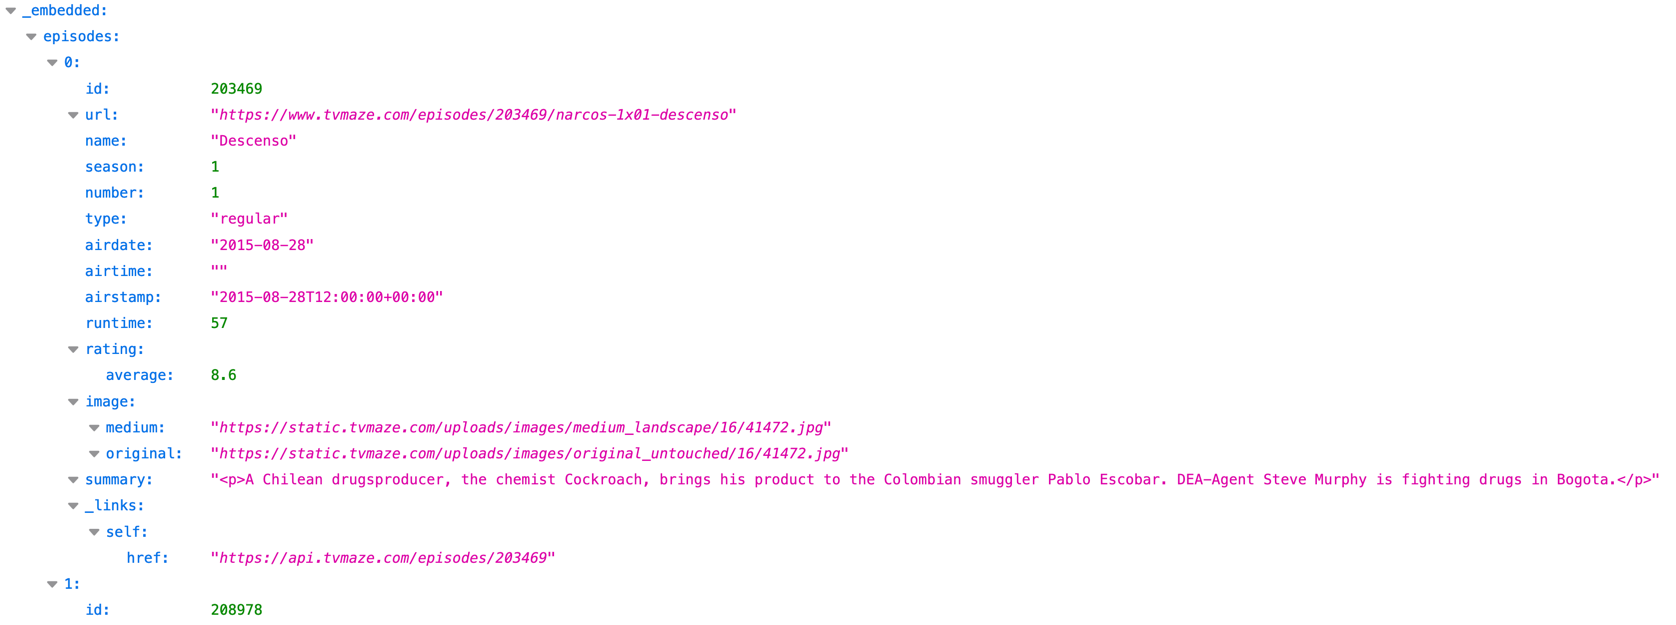 _embedded:
episodes:
0:
id: 203469
url: "https://www.tvmaze.com/episodes/203469/narcos-1x01-descenso"
name: "Descenso"
season: 1
number: 1
type: "regular"
airdate: "2015-08-28"
airtime: ""
airstamp: "2015-08-28T12:00:00+00:00"
runtime: 57
rating:
average: 8.6
image:
medium: "https://static.tvmaze.com/uploads/images/medium_landscape/16/41472.jpg"
original: "https://static.tvmaze.com/uploads/images/original_untouched/16/41472.jpg"
summary: "<p>A Chilean drugsproducer, the chemist Cockroach, brings his product to the Colombian smuggler Pablo Escobar. DEA-Agent Steve Murphy is fighting drugs in Bogota.</p>"
_links:
self:
href: "https://api.tvmaze.com/episodes/203469"
1:
id: 208978